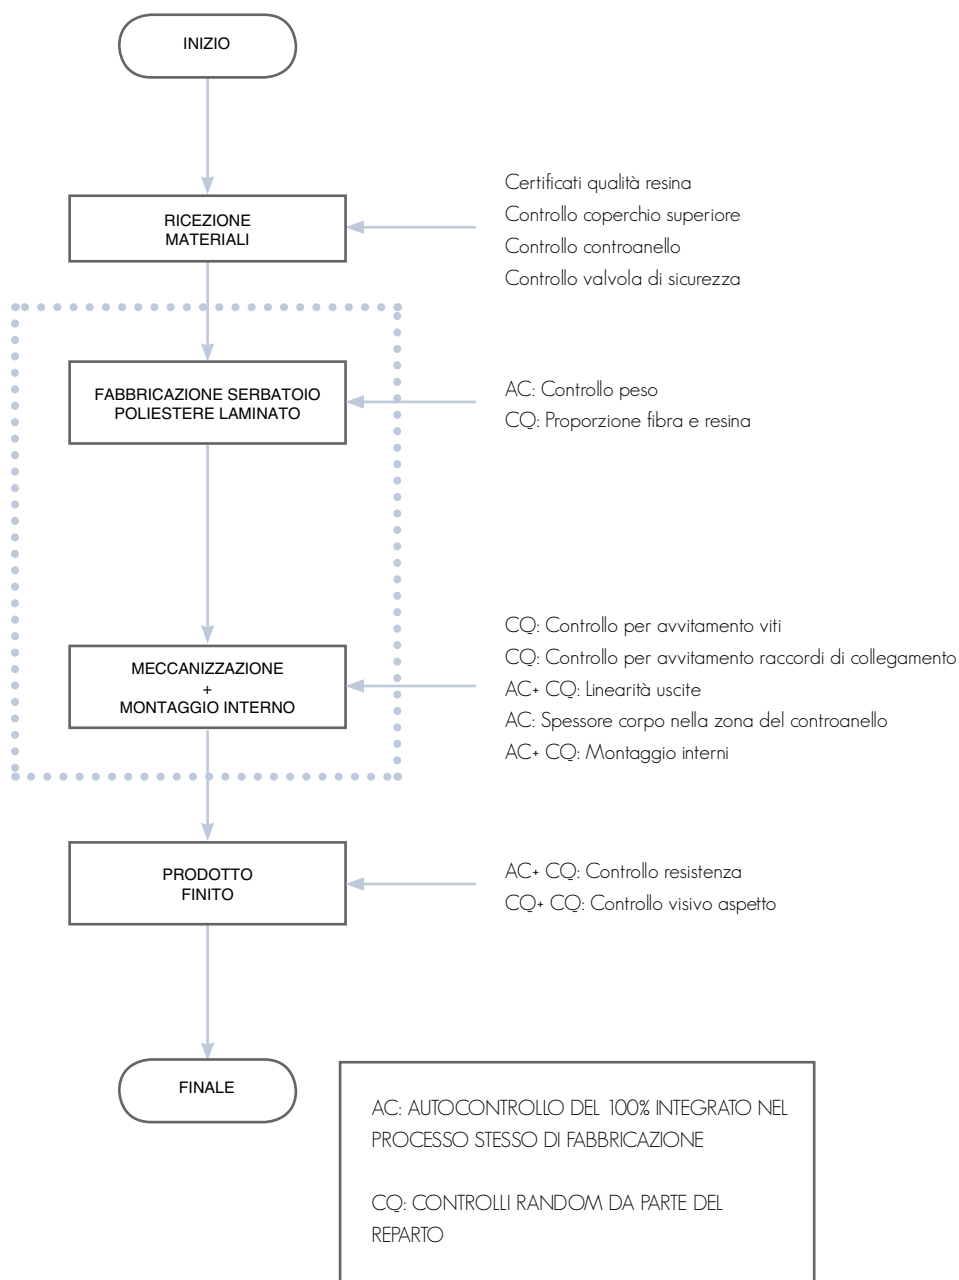 INIZIO
RICEZIONE
MATERIALI
Certificati qualità resina
Controllo coperchio superiore
Controllo controanello
Controllo valvola di sicurezza
FABBRICAZIONE SERBATOIO
POLIESTERE LAMINATO
AC: Controllo peso
CQ: Proporzione fibra e resina
MECCANIZZAZIONE
+
MONTAGGIO INTERNO
CQ: Controllo per avvitamento viti
CQ: Controllo per avvitamento raccordi di collegamento
AC+ CQ: Linearità uscite
AC: Spessore corpo nella zona del controanello
AC+ CQ: Montaggio interni
PRODOTTO
FINITO
AC+ CQ: Controllo resistenza
CQ+ CQ: Controllo visivo aspetto
FINALE
AC: AUTOCONTROLLO DEL 100% INTEGRATO NEL
PROCESSO STESSO DI FABBRICAZIONE
CQ: CONTROLLI RANDOM DA PARTE DEL
REPARTO